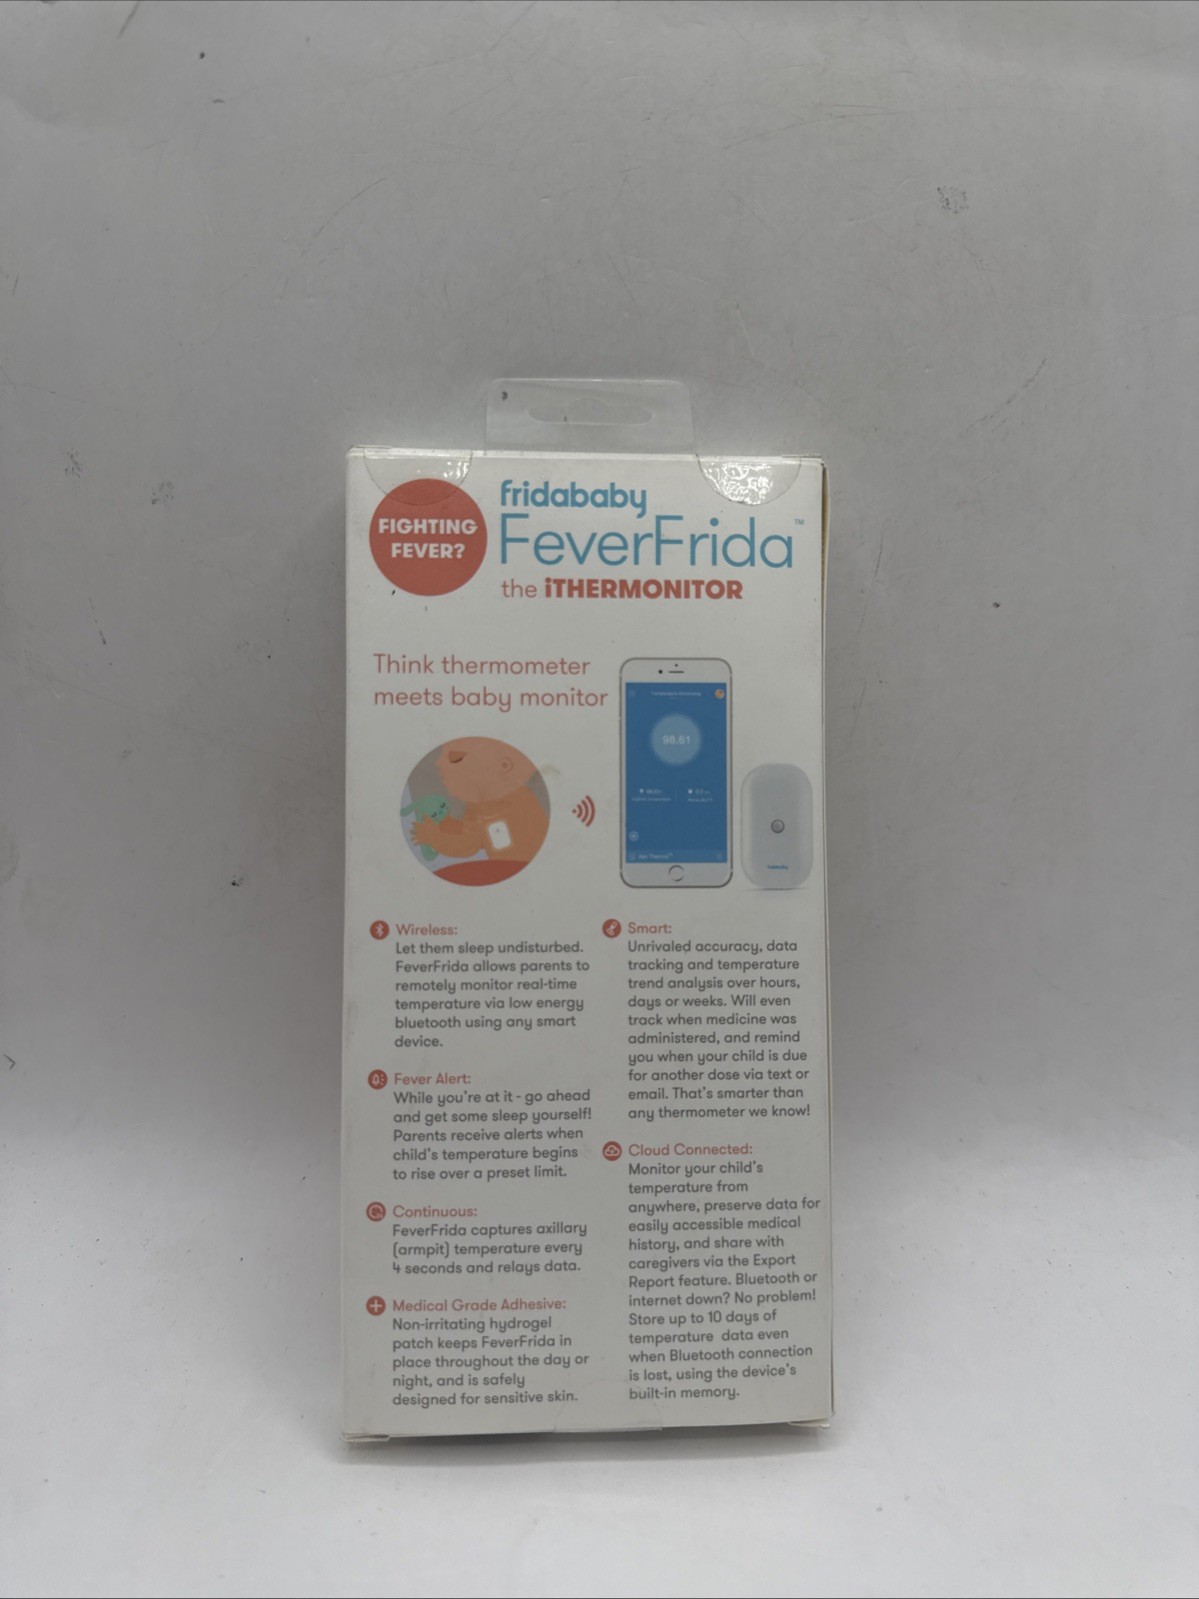 FIGHTING
FEVER?
fridababy
FeverFrida™
the iTHERMONITOR
Think thermometer
meets baby monitor
98.61
fridababy
Wireless:
Let them sleep undisturbed.
FeverFrida allows parents to
remotely monitor real-time
temperature via low energy
bluetooth using any smart
device.
Fever Alert:
While you're at it - go ahead
and get some sleep yourself!
Parents receive alerts when
child's temperature begins
to rise over a preset limit.
Continuous:
FeverFrida captures axillary
(armpit) temperature every
4 seconds and relays data.
Medical Grade Adhesive:
Non-irritating hydrogel
patch keeps FeverFrida in
place throughout the day or
night, and is safely
designed for sensitive skin.
Smart:
Unrivaled accuracy, data
tracking and temperature
trend analysis over hours,
days or weeks. Will even
track when medicine was
administered, and remind
you when your child is due
for another dose via text or
email. That's smarter than
any thermometer we know!
Cloud Connected:
Monitor your child's
temperature from
anywhere, preserve data for
easily accessible medical
history, and share with
caregivers via the Export
Report feature. Bluetooth or
internet down? No problem!
Store up to 10 days of
temperature data even
when Bluetooth connection
is lost, using the device's
built-in memory.